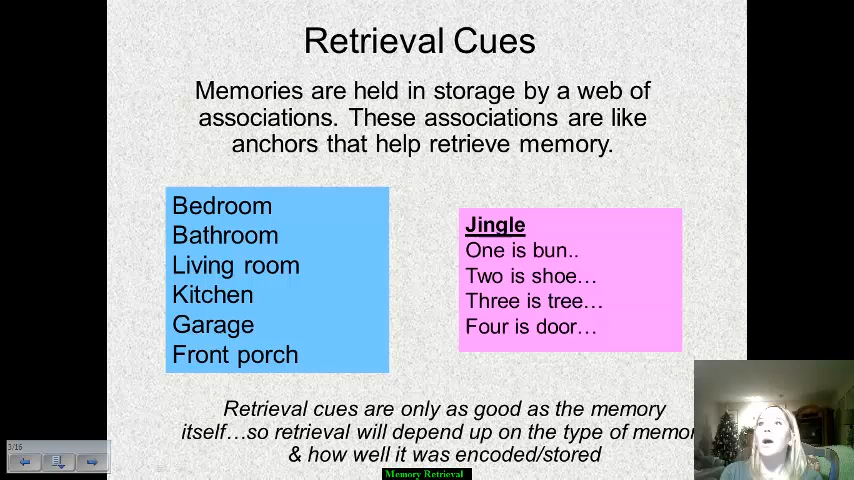 Retrieval Cues
Memories are held in storage by a web of
associations. These associations are like
anchors that help retrieve memory.
Bedroom
Bathroom
Living room
Kitchen
Garage
Front porch
Jingle
One is bun..
Two is shoe…
Three is tree…
Four is door…
Retrieval cues are only as good as the memory
itself…so retrieval will depend up on the type of memor
& how well it was encoded/stored
3/16
Memory Retrieval